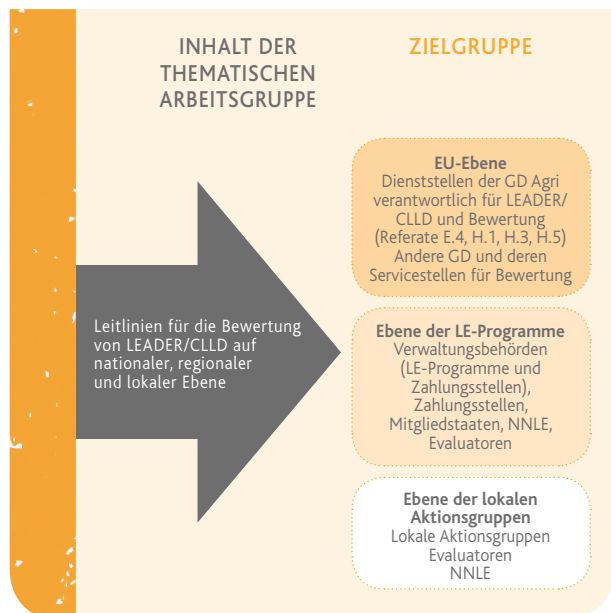 INHALT DER
THEMATISCHEN
ARBEITSGRUPPE
ZIELGRUPPE
Leitlinien für die Bewertung
von LEADER/CLLD auf
nationaler, regionaler
und lokaler Ebene
EU-Ebene
Dienststellen der GD Agri
verantwortlich für LEADER/
CLLD und Bewertung
(Referate E.4, H.1, H.3, H.5)
Andere GD und deren
Servicestellen für Bewertung
Ebene der LE-Programme
Verwaltungsbehörden
(LE-Programme und
Zahlungsstellen),
Zahlungsstellen,
Mitgliedstaaten, NNLE,
Evaluatoren
Ebene der lokalen
Aktionsgruppen
Lokale Aktionsgruppen
Evaluatoren
NNLE